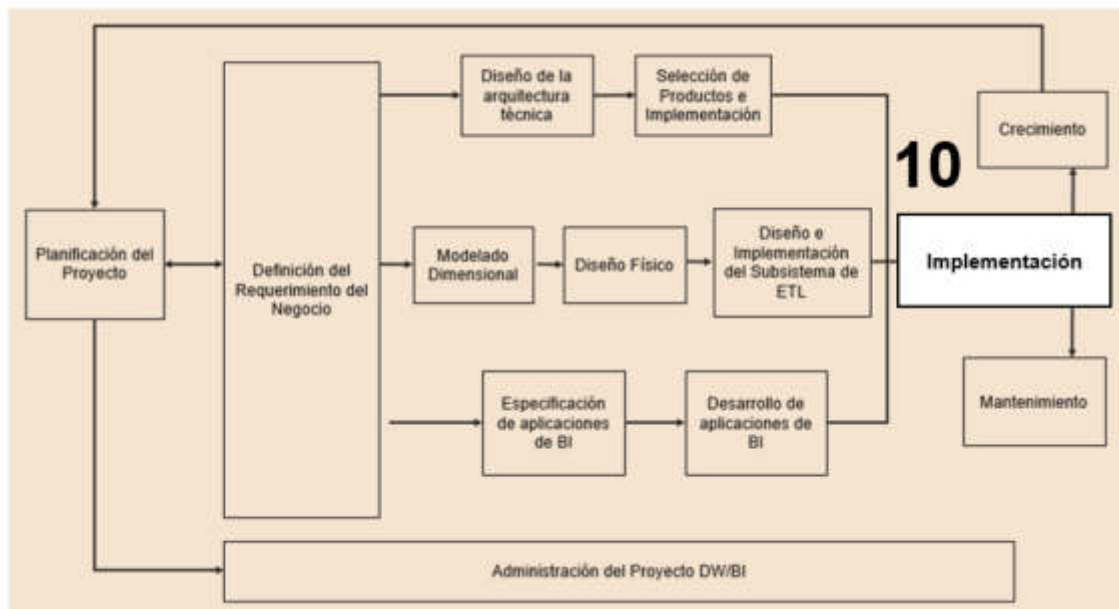 Diseño de la
arquitectura
técnica
Selección de
Productos e
Implementación
Crecimiento
10
Planificación del
Proyecto
Definición del
Requerimiento del
Negocio
Modelado
Dimensional
Diseño Físico
Diseño e
Implementación
del Subsistema de
ETL
Implementación
Especificación
de aplicaciones
de BI
Desarrollo de
aplicaciones de
BI
Mantenimiento
Administración del Proyecto DW/BI